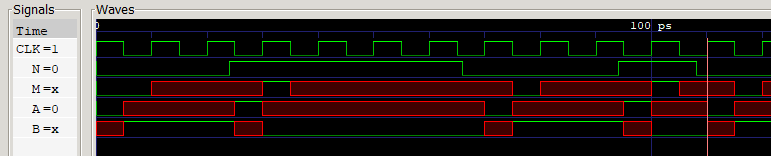 Signals
Waves
Time
0
100 ps
CLK=1
N=0
M=x
A=0
B=x